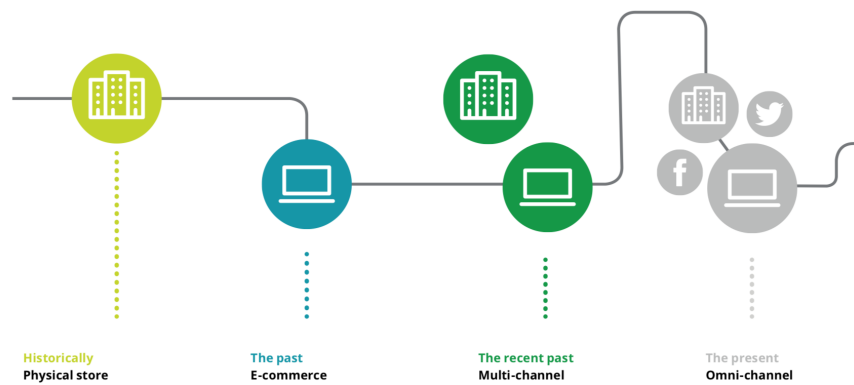 Historically
Physical store
The past
E-commerce
The recent past
Multi-channel
The present
Omni-channel